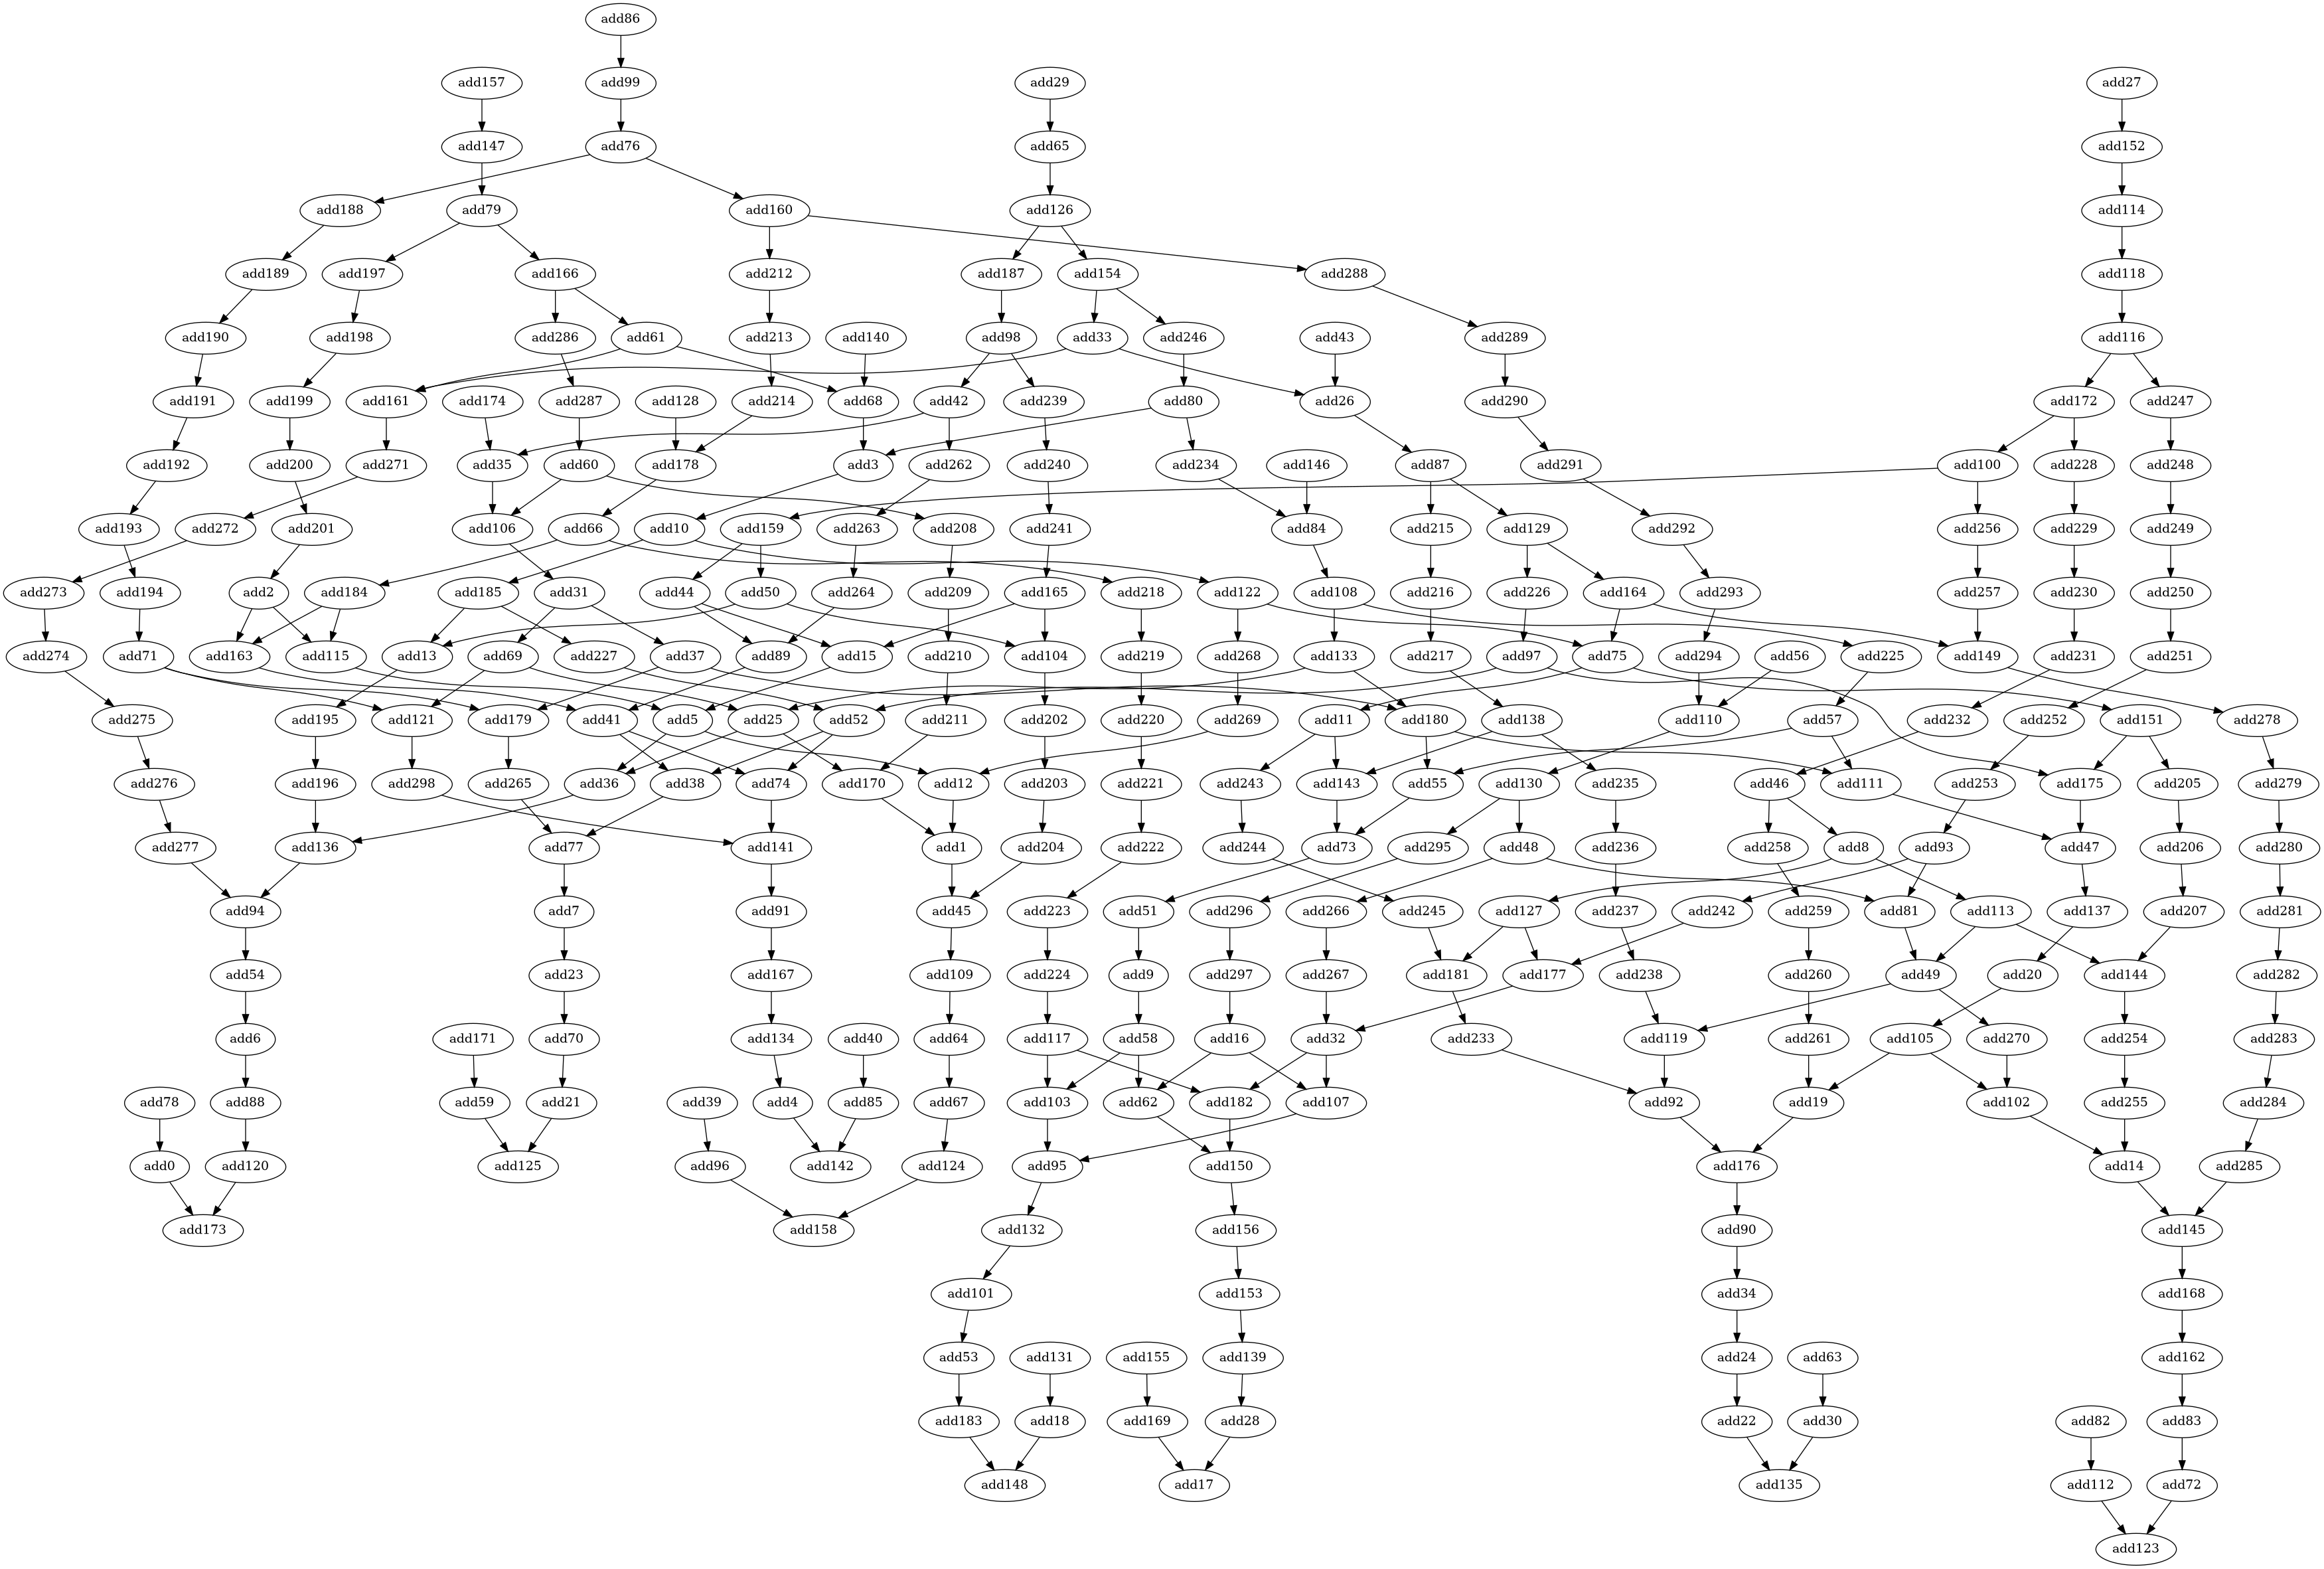 add86
add157 add99 add29 add27
add147 add76 add65 add152
add188 add79 add160 add126 add114
add189 add197 add166 add212 add187 add154 add288 add118
add190 add198 add286 add61 add213 add140 add98 add33 add246 add43 add289 add116
add191 add199 add161 add174 add287 add128 add214 add68 add42 add239 add80 add26 add290 add172 add247
add192 add200 add271 add35 add60 add178 add3 add262 add240 add234 add146 add87 add291 add100 add228 add248
add193 add272 add201 add106 add66 add10 add159 add263 add208 add241 add84 add215 add129 add292 add256 add229 add249
add273 add194 add2 add184 add185 add31 add44 add50 add264 add209 add165 add218 add122 add108 add216 add226 add164 add293 add257 add230 add250
add274 add71 add163 add115 add13 add69 add227 add37 add89 add15 add210 add104 add219 add268 add133 add217 add97 add75 add294 add56 add225 add149 add231 add251
add275 add195 add121 add179 add41 add5 add25 add52 add211 add202 add220 add269 add11 add180 add138 add110 add57 add232 add252 add151 add278
add276 add196 add298 add265 add36 add38 add74 add170 add12 add203 add221 add243 add143 add55 add130 add235 add46 add111 add253 add175 add205 add279
add277 add136 add77 add141 add1 add204 add222 add244 add73 add295 add48 add236 add258 add8 add93 add47 add206 add280
add94 add7 add91 add45 add223 add51 add296 add266 add245 add127 add237 add242 add259 add81 add113 add137 add207 add281
add54 add23 add167 add109 add224 add9 add297 add267 add181 add177 add238 add260 add49 add20 add144 add282
add6 add171 add70 add134 add40 add64 add117 add58 add16 add32 add233 add119 add261 add105 add270 add254 add283
add78 add88 add59 add21 add39 add4 add85 add67 add103 add62 add182 add107 add92 add19 add102 add255 add284
add0 add120 add125 add96 add142 add124 add95 add150 add176 add14 add285
add173 add158 add132 add156 add90 add145
add101 add153 add34 add168
add53 add131 add155 add139 add24 add63 add162
add183 add18 add169 add28 add22 add30 add82 add83
add148 add17 add135 add112 add72
add123